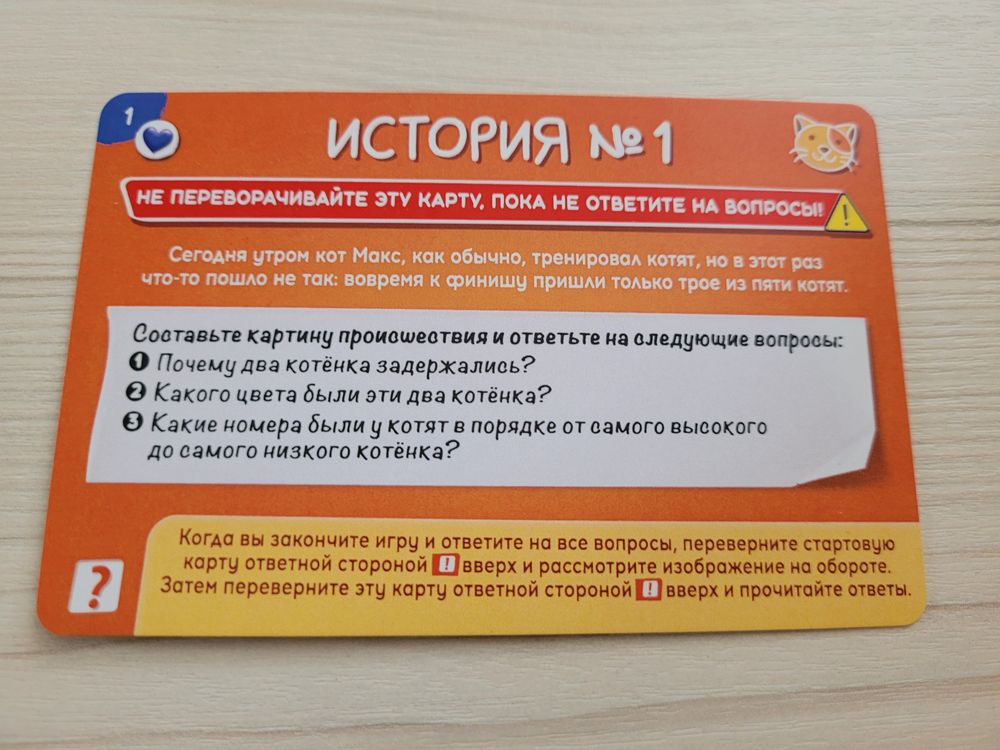 1
ИСТОРИЯ №1
НЕ ПЕРЕВОРАЧИВАЙТЕ ЭТУ КАРТУ, ПОКА НЕ ОТВЕТИТЕ НА ВОПРОСЫ!
Сегодня утром кот Макс, как обычно, тренировал котят, но в этот раз
что-то пошло не так: вовремя к финишу пришли только трое из пяти котят.
Составьте картину происшествия и ответьте на следующие вопросы:
1 Почему два котёнка задержались?
2 Какого цвета были эти два котёнка?
3 Какие номера были у котят в порядке от самого высокого
до самого низкого котёнка?
Когда вы закончите игру и ответите на все вопросы, переверните стартовую
карту ответной стороной ! вверх и рассмотрите изображение на обороте.
Затем переверните эту карту ответной стороной ! вверх и прочитайте ответы.
?